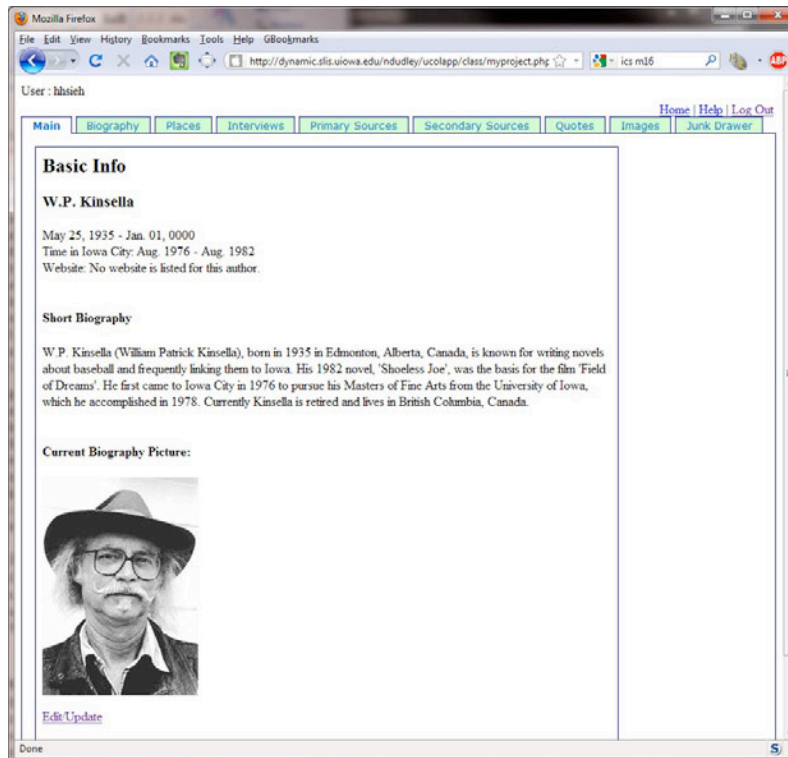 Mozilla Firefox
File Edit View History Bookmarks Tools Help GBookmarks
http://dynamic.slis.uiowa.edu/ndudley/ucolapp/class/myproject.php ics m16 ABP
User : hhsieh
Home | Help | Log Out
Main Biography Places Interviews Primary Sources Secondary Sources Quotes Images Junk Drawer
Basic Info
W.P. Kinsella
May 25, 1935 - Jan. 01, 0000
Time in Iowa City: Aug. 1976 - Aug. 1982
Website: No website is listed for this author.
Short Biography
W.P. Kinsella (William Patrick Kinsella), born in 1935 in Edmonton, Alberta, Canada, is known for writing novels
about baseball and frequently linking them to Iowa. His 1982 novel, 'Shoeless Joe', was the basis for the film 'Field
of Dreams'. He first came to Iowa City in 1976 to pursue his Masters of Fine Arts from the University of Iowa,
which he accomplished in 1978. Currently Kinsella is retired and lives in British Columbia, Canada.
Current Biography Picture:
Edit/Update
Done